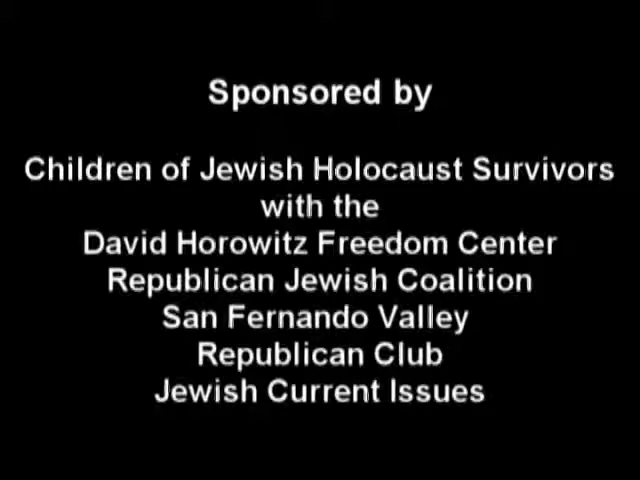 Sponsored by
Children of Jewish Holocaust Survivors
with the
David Horowitz Freedom Center
Republican Jewish Coalition
San Fernando Valley
Republican Club
Jewish Current Issues